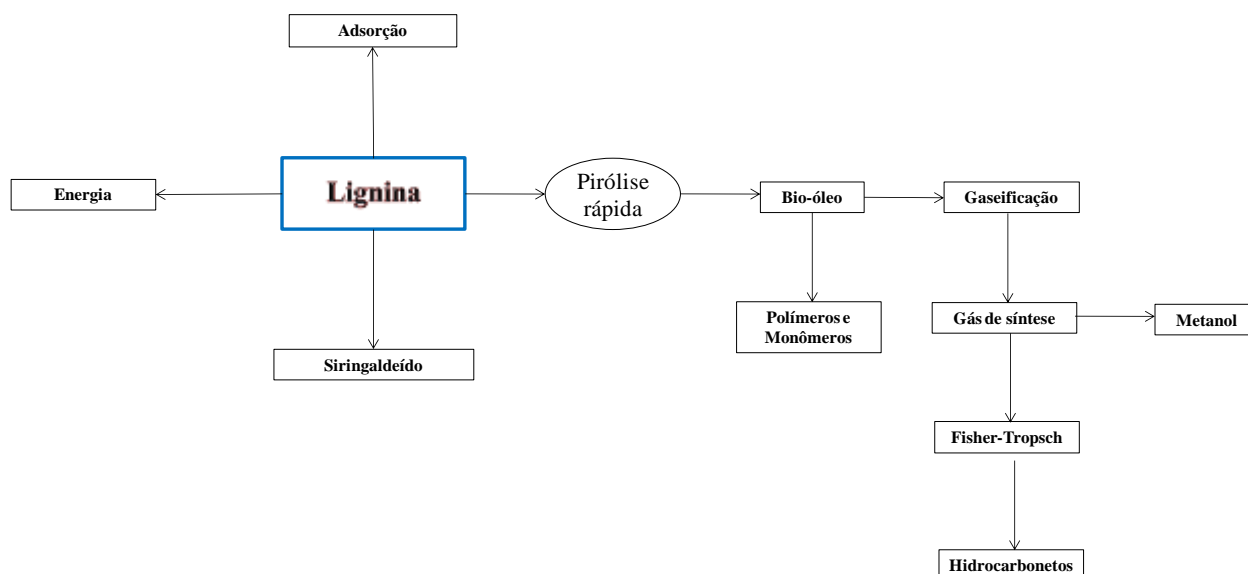 Adsorção
Energia
Lignina
Pirólise
rápida
Bio-óleo
Gaseificação
Polímeros e
Monômeros
Gás de síntese
Metanol
Siringaldeído
Fisher-Tropsch
Hidrocarbonetos